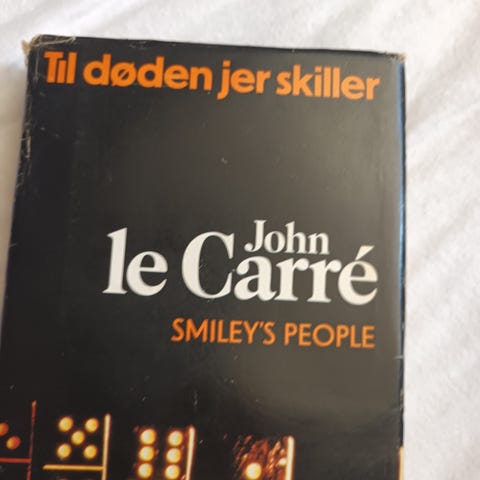 Til døden jer skiller
John
le Carré
SMILEY'S PEOPLE